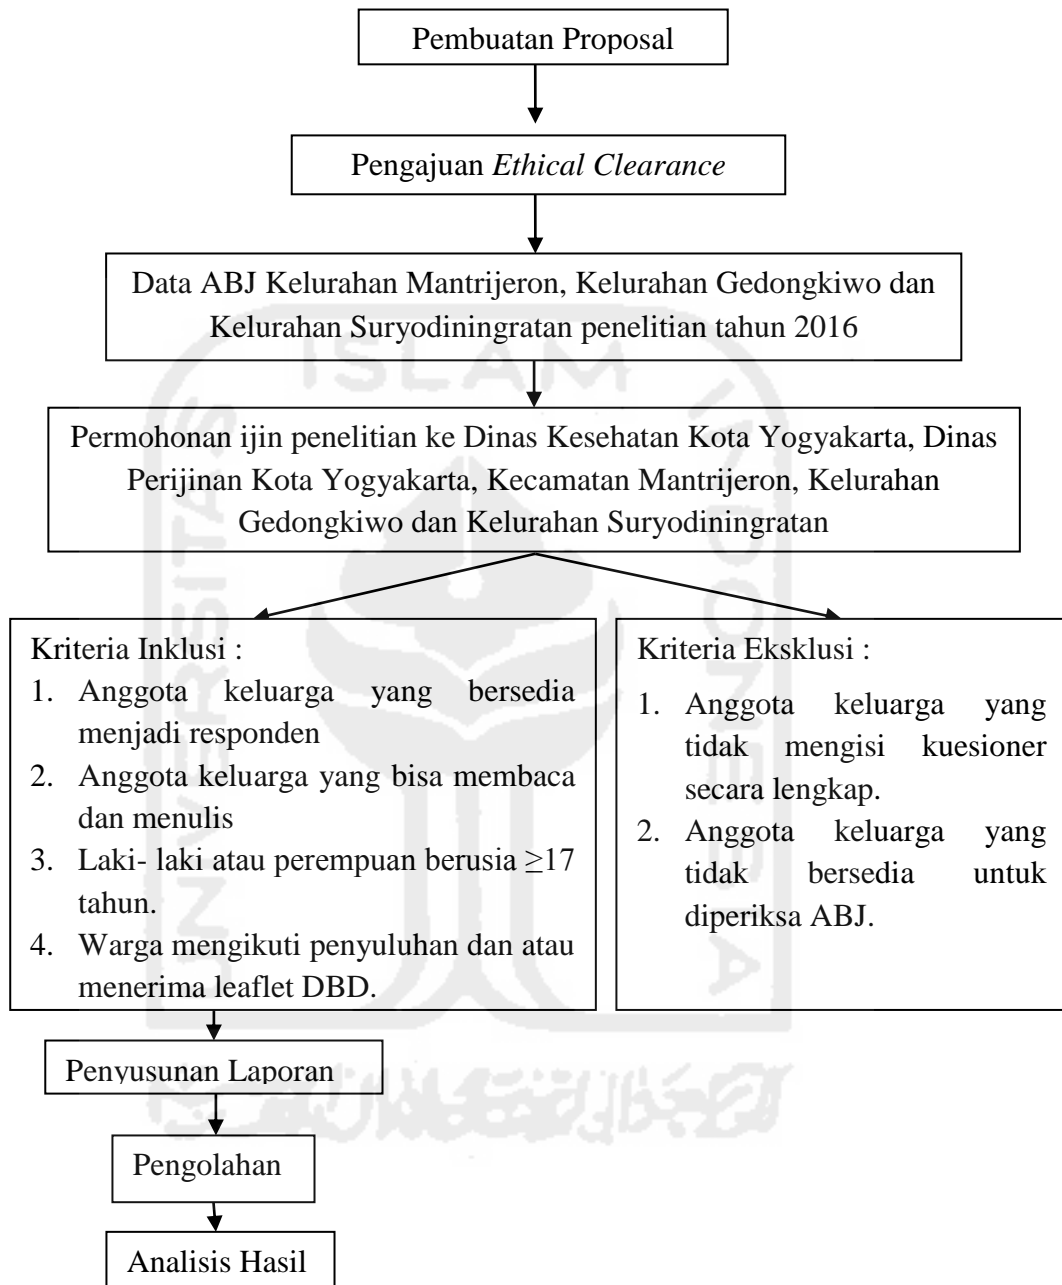 Pembuatan Proposal
Pengajuan Ethical Clearance
Data ABJ Kelurahan Mantrijeron, Kelurahan Gedongkiwo dan
Kelurahan Suryodiningratan penelitian tahun 2016
Permohonan ijin penelitian ke Dinas Kesehatan Kota Yogyakarta, Dinas
Perijinan Kota Yogyakarta, Kecamatan Mantrijeron, Kelurahan
Gedongkiwo dan Kelurahan Suryodiningratan
Kriteria Inklusi :
1. Anggota keluarga yang bersedia
menjadi responden
2. Anggota keluarga yang bisa membaca
dan menulis
3. Laki- laki atau perempuan berusia ≥17
tahun.
4. Warga mengikuti penyuluhan dan atau
menerima leaflet DBD.
Kriteria Eksklusi :
1. Anggota keluarga yang
tidak mengisi kuesioner
secara lengkap.
2. Anggota keluarga yang
tidak bersedia untuk
diperiksa ABJ.
Penyusunan Laporan
Pengolahan
Analisis Hasil
UNIVERSITAS
ISLAM
INDONESIA